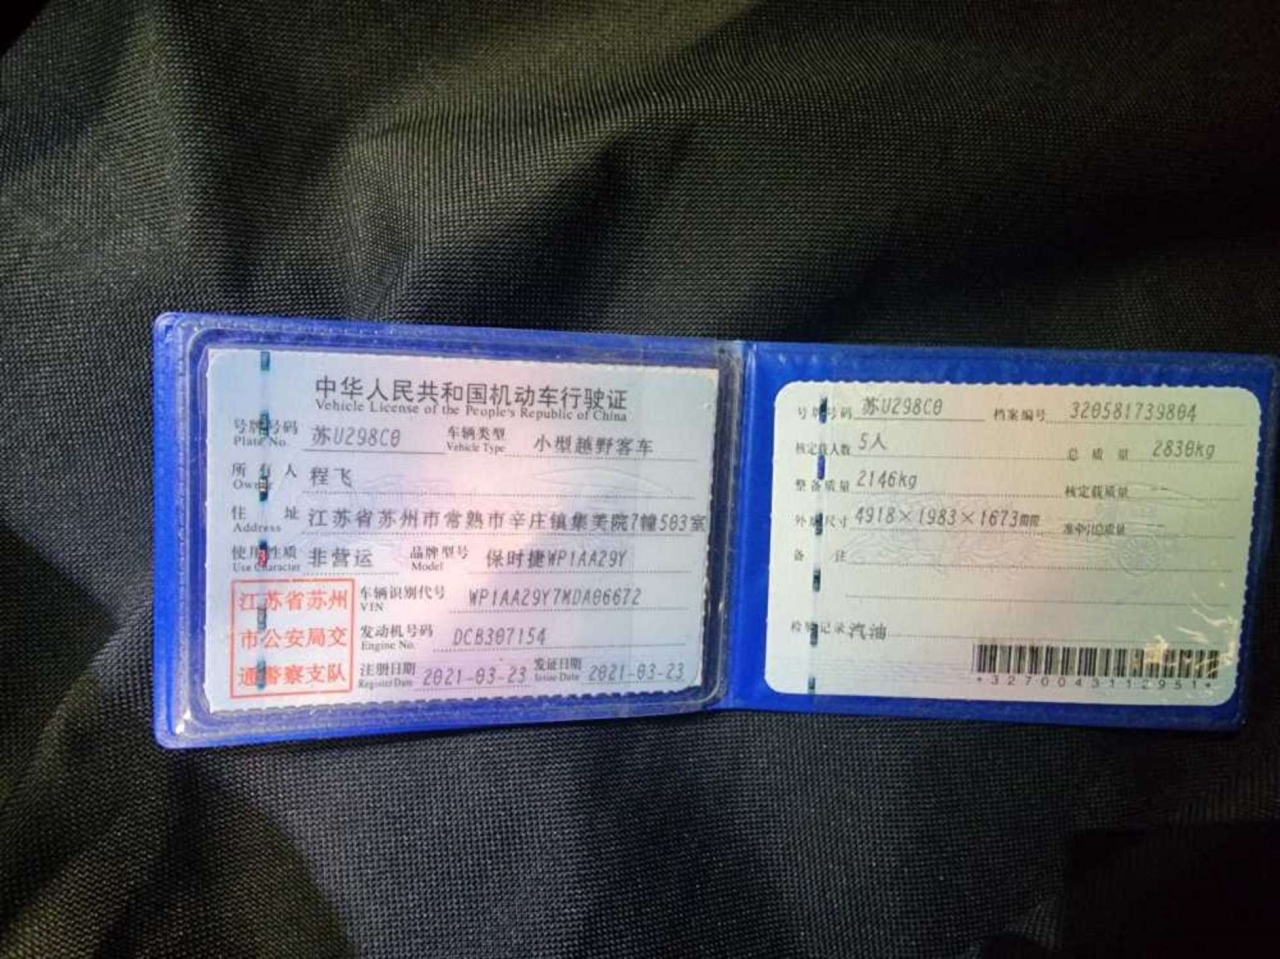 中华人民共和国机动车行驶证
Vehicle License of the People's Republic of China
号牌号码 苏U298C0 车辆类型 小型越野客车
Plate No. Vehicle Type
所有人 程飞
Owner
住址 江苏省苏州市常熟市辛庄镇集美院7幢503室
Address
使用性质 非营运 品牌型号 保时捷WP1AA29Y
Use Character Model
江苏省苏州
市公安局交
通警察支队
车辆识别代号 WP1AA29Y7MDA06672
VIN
发动机号码 DCB307154
Engine No.
注册日期 2021-03-23 发证日期 2021-03-23
Register Date Issue Date
号牌号码 苏U298C0 档案编号 320581739804
核定载人数 5人 总质量 2830kg
整备质量 2146kg 核定载质量 --
外廓尺寸 4918×1983×1673mm 准牵引总质量 --
备注
检验记录 汽油
*3270043112951*